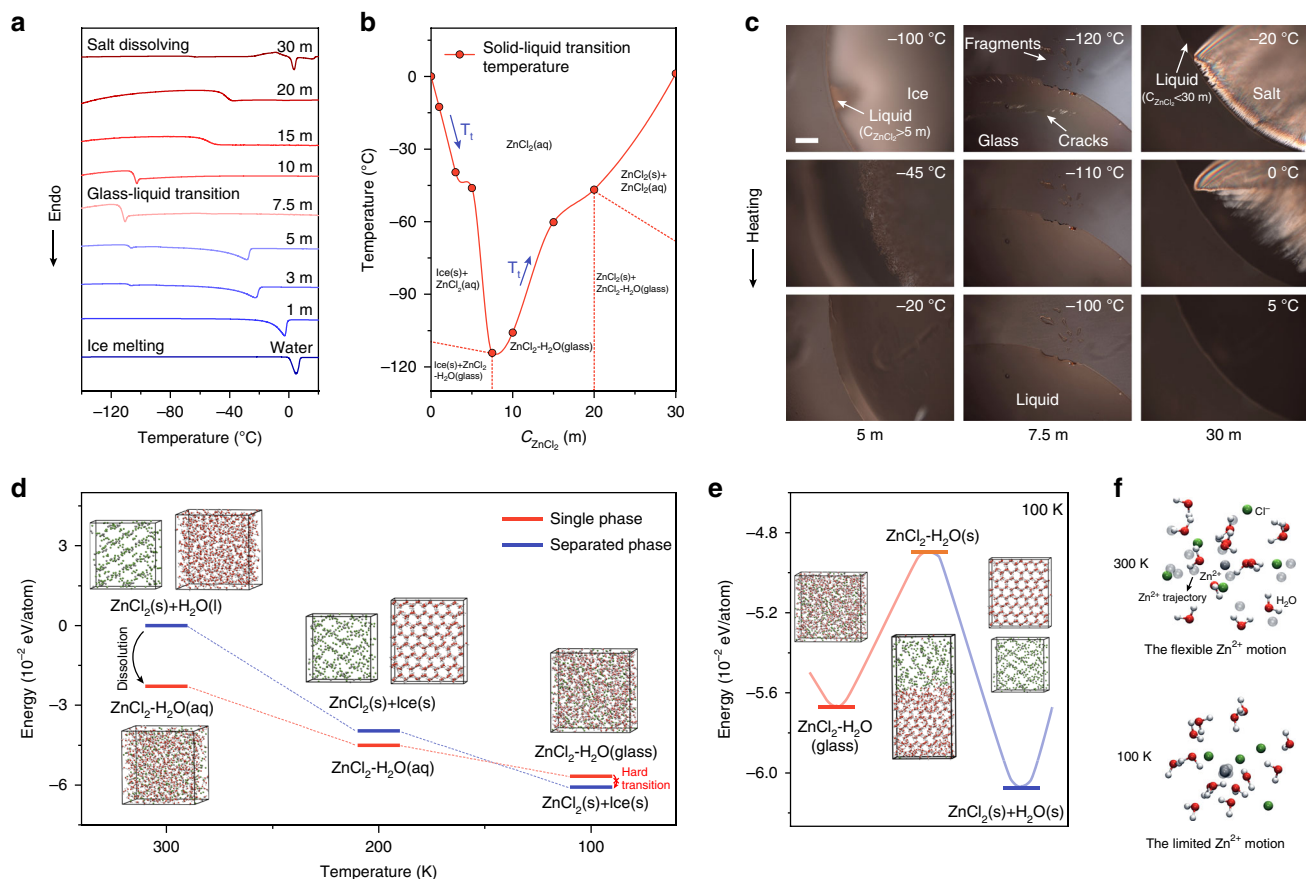 a
Salt dissolving
30 m
20 m
15 m
10 m
Glass-liquid transition
7.5 m
5 m
3 m
1 m
Ice melting
Water
Endo
–120
–80
–40
0
Temperature (°C)
b
Solid-liquid transition
temperature
0
–30
–60
–90
–120
Temperature (°C)
T_t
ZnCl₂(aq)
ZnCl₂(s)+
ZnCl₂(aq)
Ice(s)+
ZnCl₂(aq)
T_t
ZnCl₂(s)+
ZnCl₂-H₂O(glass)
ZnCl₂-H₂O(glass)
Ice(s)+ZnCl₂
-H₂O(glass)
0
10
20
30
C_ZnCl₂ (m)
c
–100 °C
Ice
Liquid
(C_ZnCl₂>5 m)
–120 °C
Fragments
Glass
Cracks
–20 °C
Liquid
(C_ZnCl₂<30 m)
Salt
Heating
–45 °C
–110 °C
0 °C
–20 °C
–100 °C
Liquid
5 °C
5 m
7.5 m
30 m
d
Single phase
Separated phase
3
0
–3
–6
Energy (10⁻² eV/atom)
ZnCl₂(s)+H₂O(l)
Dissolution
ZnCl₂-H₂O(aq)
ZnCl₂(s)+Ice(s)
ZnCl₂-H₂O(aq)
ZnCl₂-H₂O(glass)
Hard
transition
ZnCl₂(s)+Ice(s)
300
200
100
Temperature (K)
e
100 K
–4.8
–5.2
–5.6
–6.0
Energy (10⁻² eV/atom)
ZnCl₂-H₂O(s)
ZnCl₂-H₂O
(glass)
ZnCl₂(s)+H₂O(s)
f
Cl⁻
300 K
Zn²⁺
Zn²⁺ trajectory
H₂O
The flexible Zn²⁺ motion
100 K
The limited Zn²⁺ motion